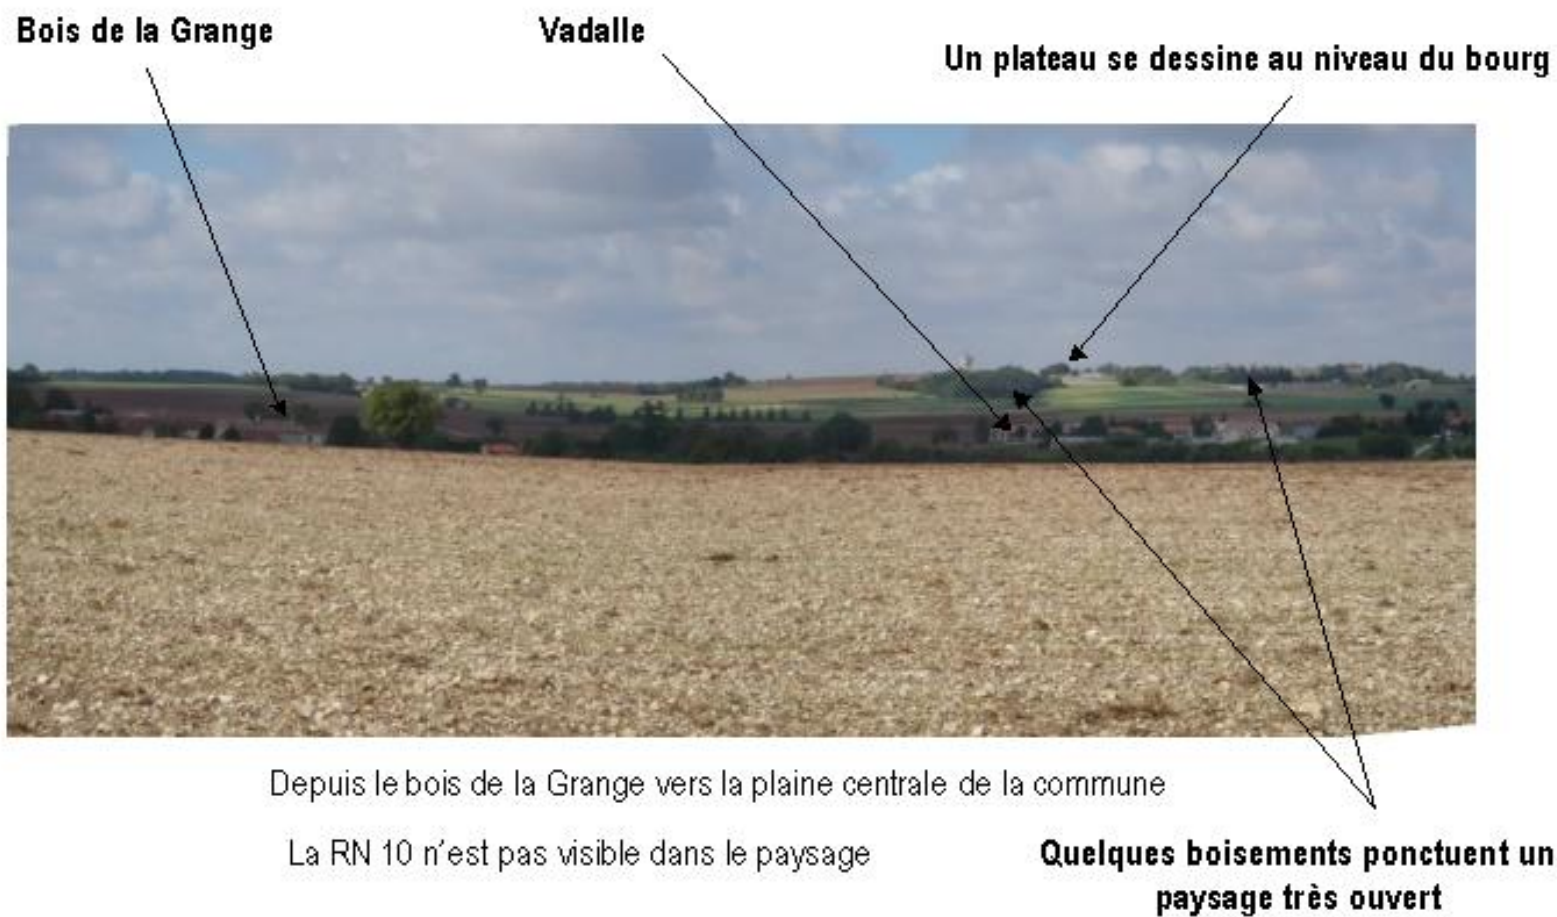 Bois de la Grange
Vadalle
Un plateau se dessine au niveau du bourg
Depuis le bois de la Grange vers la plaine centrale de la commune
La RN 10 n'est pas visible dans le paysage
Quelques boisements ponctuent un
paysage très ouvert